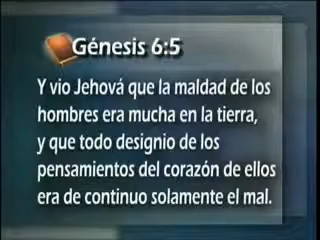 Génesis 6:5
Y vio Jehová que la maldad de los
hombres era mucha en la tierra,
y que todo designio de los
pensamientos del corazón de ellos
era de continuo solamente el mal.